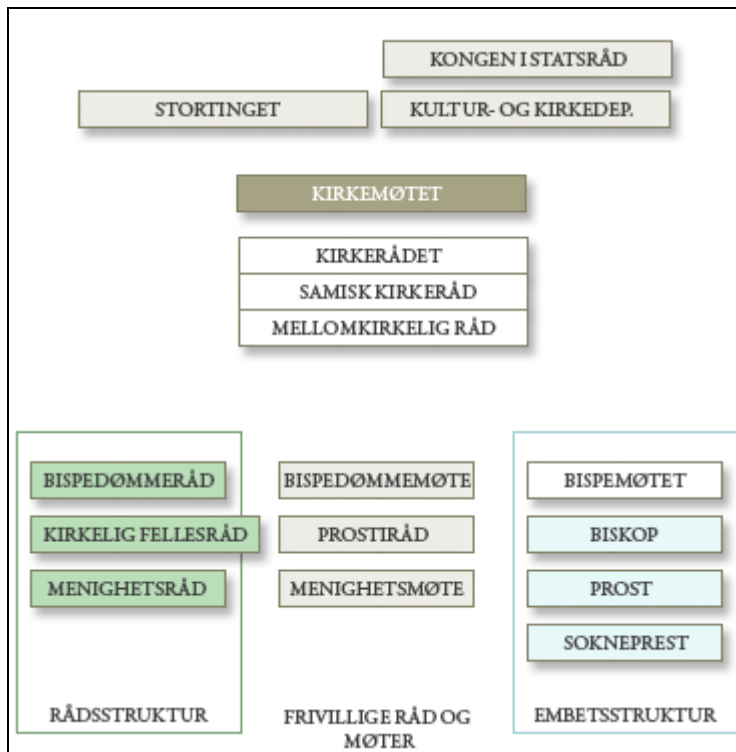 KONGEN I STATSRÅD
STORTINGET
KULTUR- OG KIRKEDEP.
KIRKEMØTET
KIRKERÅDET
SAMISK KIRKERÅD
MELLOMKIRKELIG RÅD
BISPEDØMMERÅD
KIRKELIG FELLESRÅD
MENIGHETSRÅD
RÅDSSTRUKTUR
BISPEDØMMEMØTE
PROSTIRÅD
MENIGHETSMØTE
FRIVILLIGE RÅD OG
MØTER
BISPEMØTET
BISKOP
PROST
SOKNEPREST
EMBETSSTRUKTUR